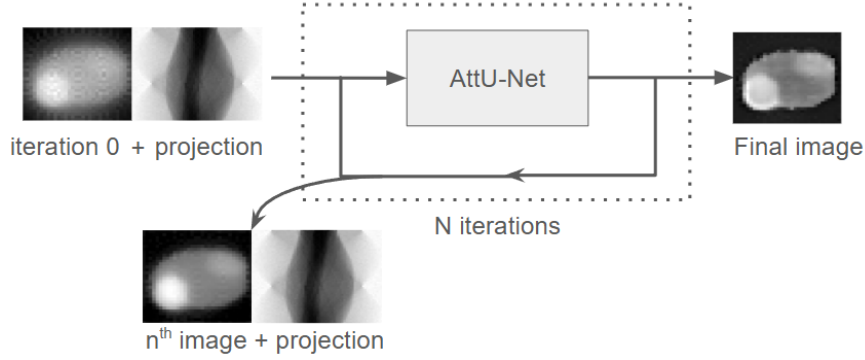 AttU-Net
iteration 0 + projection
Final image
N iterations
nth image + projection